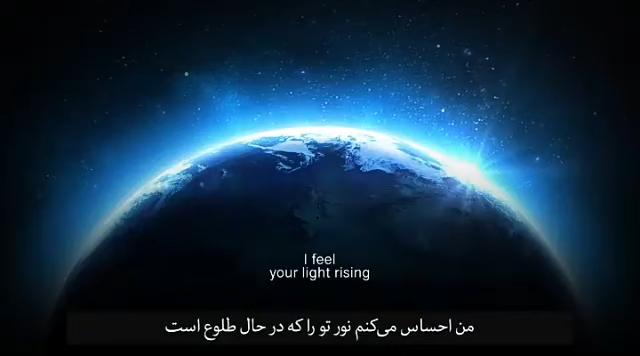 I feel
your light rising
من احساس می‌کنم نور تو را که در حال طلوع است